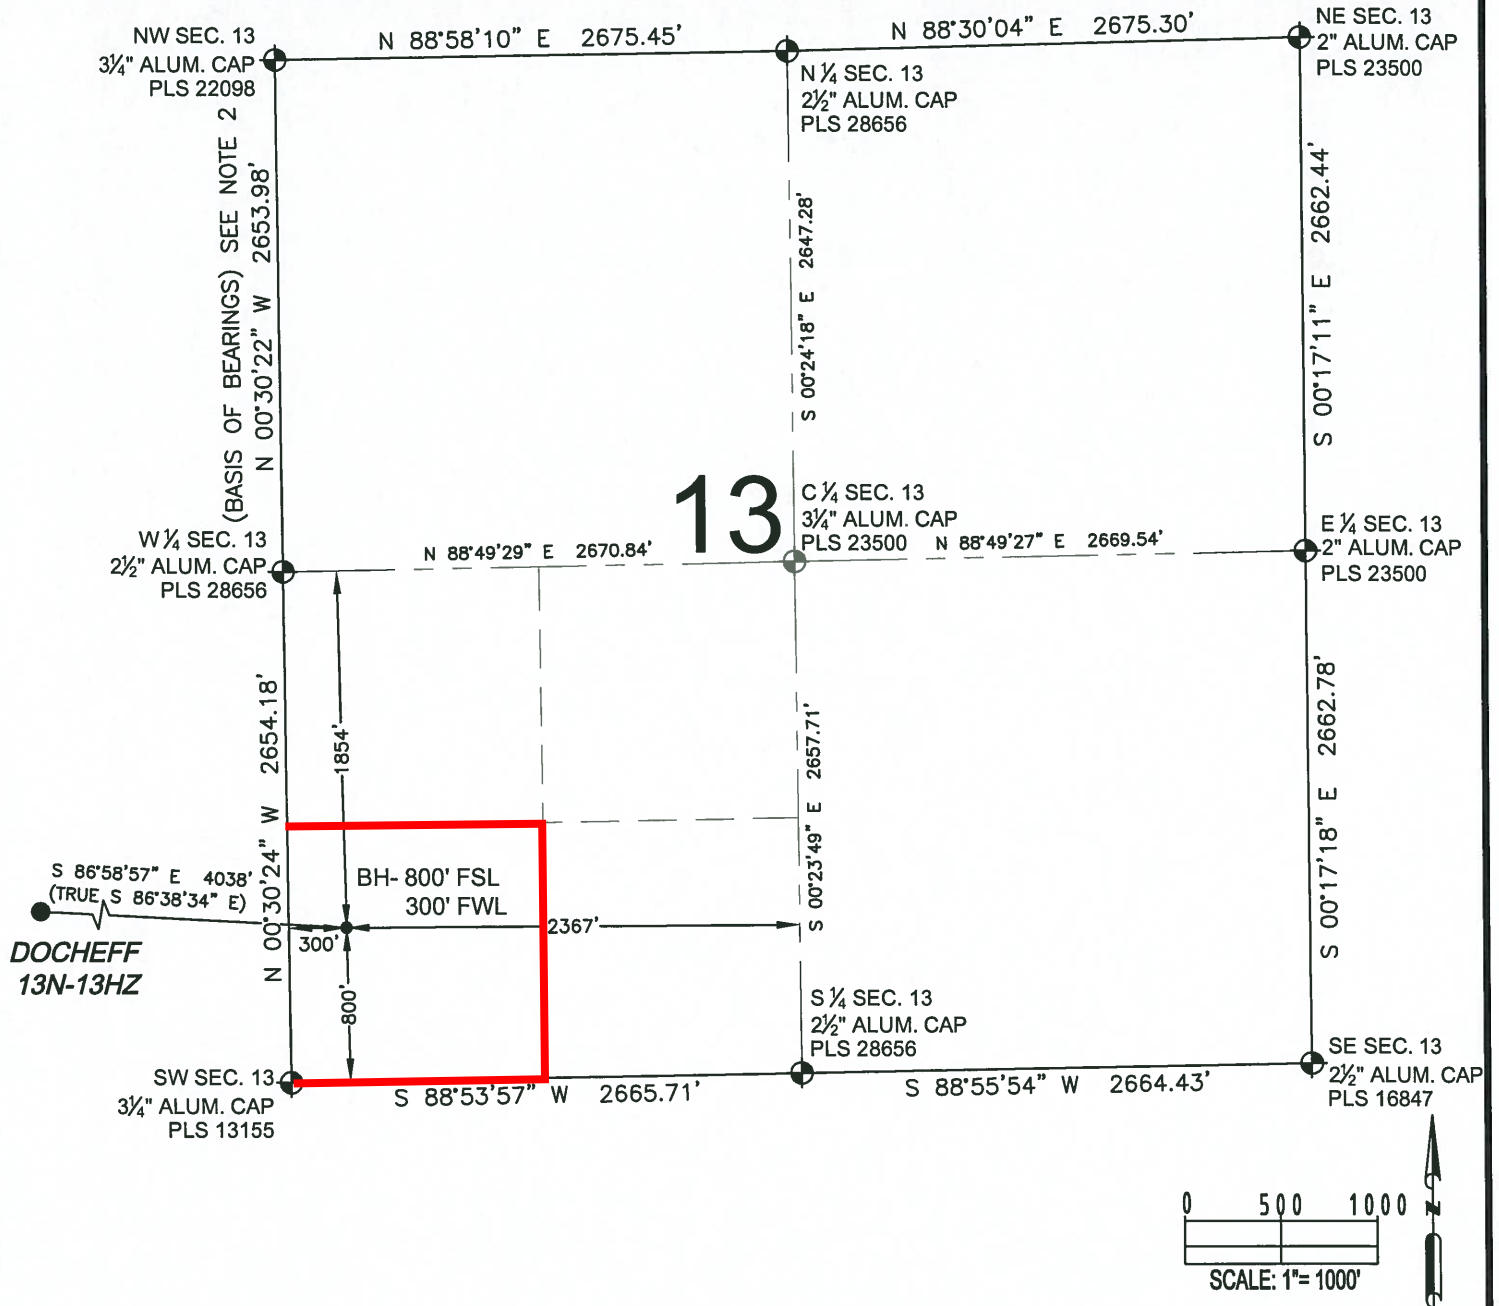 NW SEC. 13
3¼" ALUM. CAP
PLS 22098
N 88°58'10" E 2675.45'
N 88°30'04" E 2675.30'
NE SEC. 13
2" ALUM. CAP
PLS 23500
N ¼ SEC. 13
2½" ALUM. CAP
PLS 28656
(BASIS OF BEARINGS) SEE NOTE 2
N 00°30'22" W 2653.98'
S 00°24'18" E 2647.28'
S 00°17'11" E 2662.44'
13
C ¼ SEC. 13
3¼" ALUM. CAP
PLS 23500
W ¼ SEC. 13
2½" ALUM. CAP
PLS 28656
N 88°49'29" E 2670.84'
N 88°49'27" E 2669.54'
E ¼ SEC. 13
2" ALUM. CAP
PLS 23500
N 00°30'24" W 2654.18'
1854'
S 00°23'49" E 2657.71'
S 00°17'18" E 2662.78'
S 86°58'57" E 4038'
(TRUE S 86°38'34" E)
BH- 800' FSL
300' FWL
2367'
300'
DOCHEFF
13N-13HZ
800'
S ¼ SEC. 13
2½" ALUM. CAP
PLS 28656
SW SEC. 13
3¼" ALUM. CAP
PLS 13155
S 88°53'57" W 2665.71'
S 88°55'54" W 2664.43'
SE SEC. 13
2½" ALUM. CAP
PLS 16847
0 500 1000
SCALE: 1"= 1000'
N